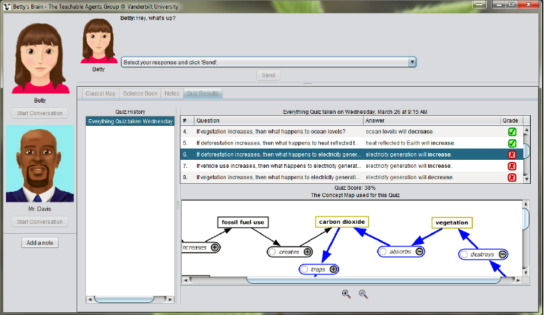 Betty's Brain - The Teachable Agents Group @ Vanderbilt University
Betty: Hey, what's up?
Betty
Select your response and click 'Send'
Send
Betty
Start Conversation
Mr. Davis
Start Conversation
Add a note
Causal Map Science Book Notes Quiz Results
Quiz History
Everything Quiz taken Wednesday
Everything Quiz taken on Wednesday, March 26 at 9:15 AM
# Question Answer Grade
4. If vegetation increases, then what happens to ocean levels? ocean levels will decrease.
5. If deforestation increases, then what happens to heat reflected t... heat reflected to Earth will increase.
6. If deforestation increases, then what happens to electricity gener... electricity generation will increase.
7. If vehicle use increases, then what happens to electricity generat... electricity generation will increase.
8. If vegetation increases, then what happens to electricity generati... electricity generation will increase.
Quiz Score: 38%
The Concept Map used for this Quiz
fossil fuel use
carbon dioxide
vegetation
increases
creates
absorbs
destroys
traps